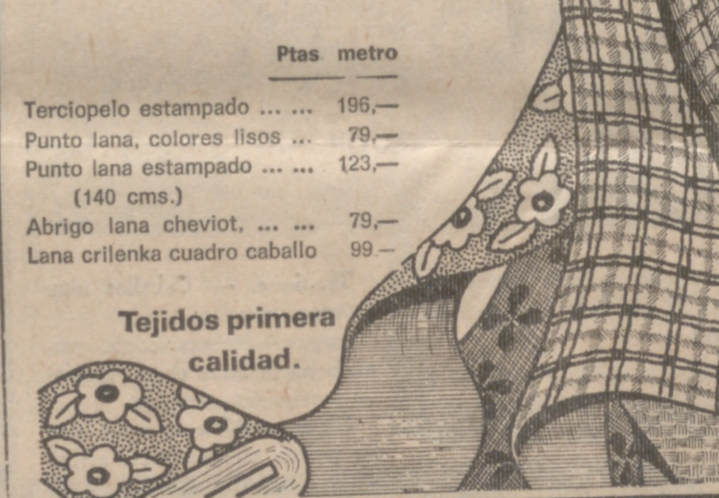 Ptas metro
Terciopelo estampado ... ... 196,—
Punto lana, colores lisos ... 79,—
Punto lana estampado ... ... 123,—
(140 cms.)
Abrigo lana cheviot, ... ... 79,—
Lana crilenka cuadro caballo 99.—
Tejidos primera
calidad.